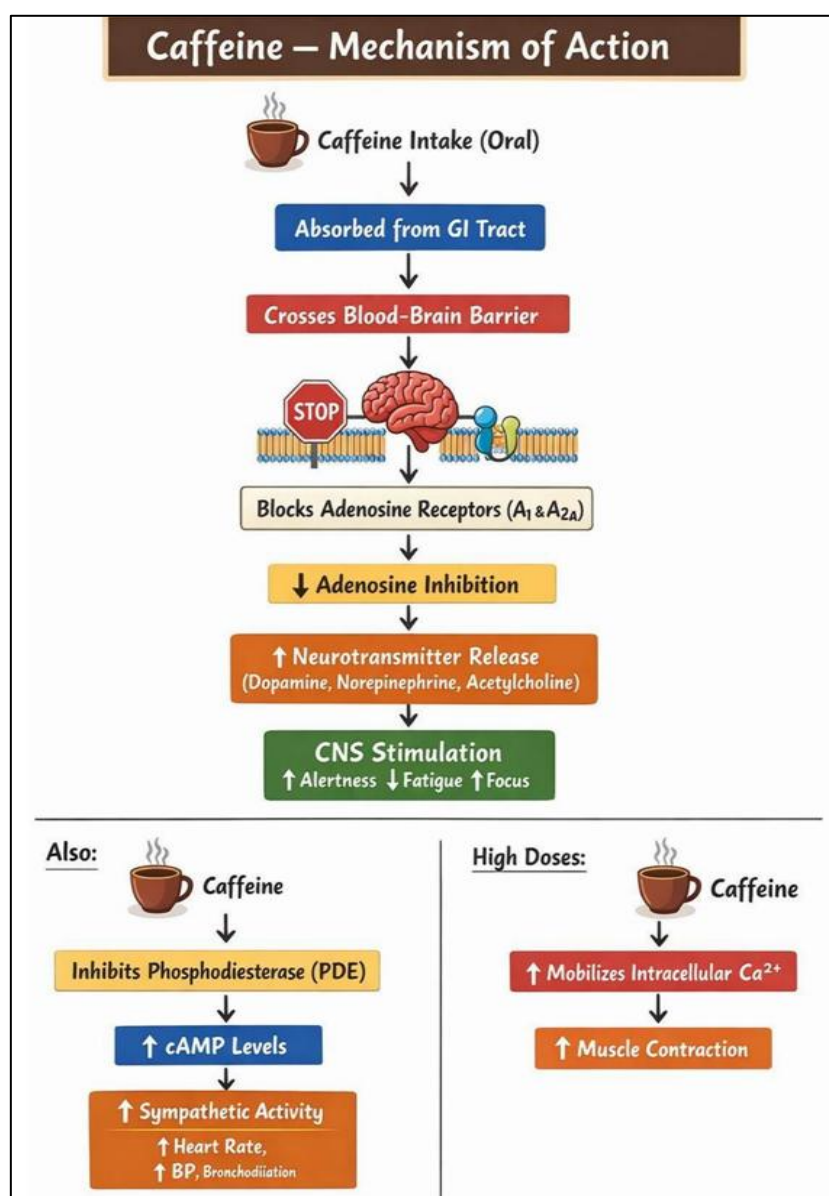 Caffeine – Mechanism of Action
Caffeine Intake (Oral)
Absorbed from GI Tract
Crosses Blood-Brain Barrier
STOP
Blocks Adenosine Receptors (A₁ & A₂ₐ)
↓ Adenosine Inhibition
↑ Neurotransmitter Release
(Dopamine, Norepinephrine, Acetylcholine)
CNS Stimulation
↑ Alertness ↓ Fatigue ↑ Focus
Also:
Caffeine
Inhibits Phosphodiesterase (PDE)
↑ cAMP Levels
↑ Sympathetic Activity
↑ Heart Rate,
↑ BP, Bronchodiiation
High Doses:
Caffeine
↑ Mobilizes Intracellular Ca²⁺
↑ Muscle Contraction